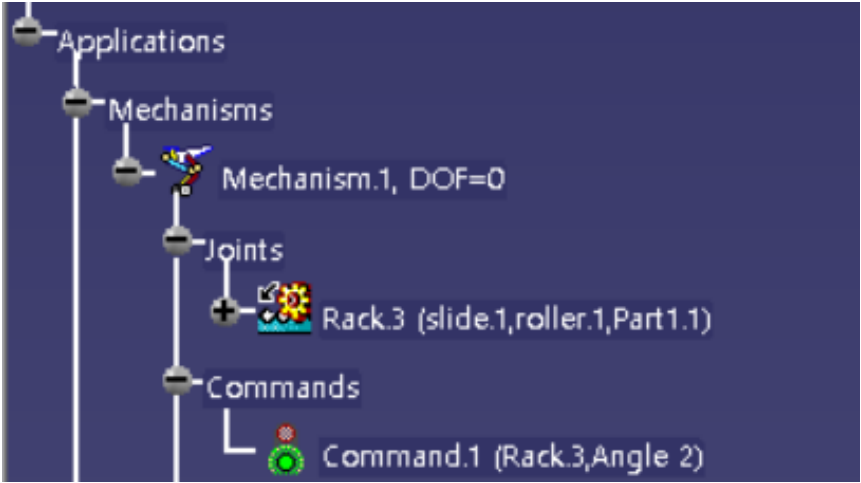 Applications
Mechanisms
Mechanism.1, DOF=0
Joints
Rack.3 (slide.1,roller.1,Part1.1)
Commands
Command.1 (Rack.3,Angle 2)